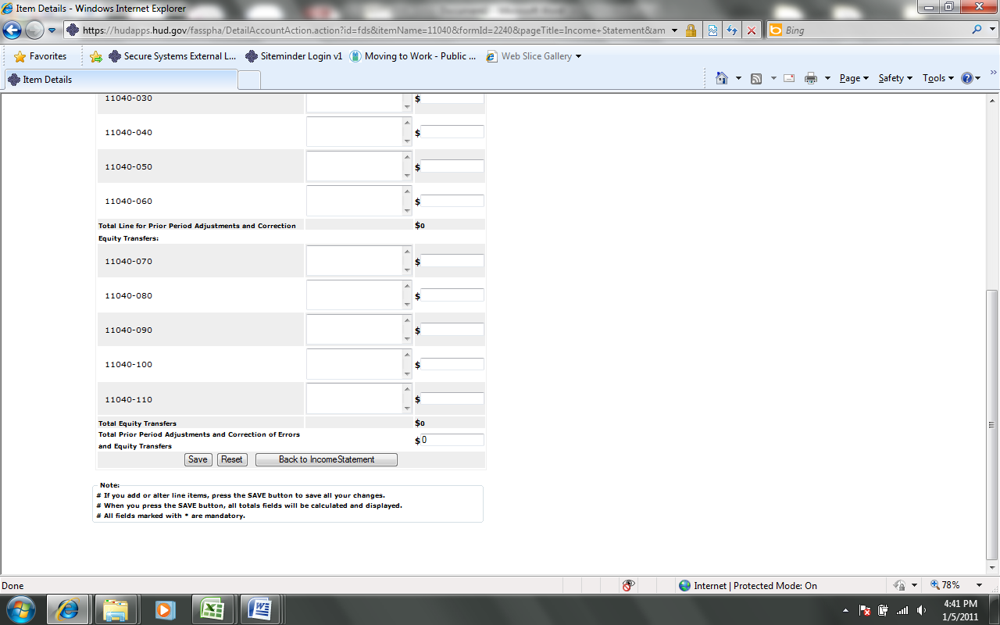 Item Details - Windows Internet Explorer
https://hudapps.hud.gov/fasspha/DetailAccountAction.action?id=fds&itemName=11040&formId=2240&pageTitle=Income+Statement&am
Bing
Favorites
Secure Systems External L...
Siteminder Login v1
Moving to Work - Public ...
Web Slice Gallery
Item Details
Page
Safety
Tools
11040-030 $
11040-040 $
11040-050 $
11040-060 $
Total Line for Prior Period Adjustments and Correction $0
Equity Transfers:
11040-070 $
11040-080 $
11040-090 $
11040-100 $
11040-110 $
Total Equity Transfers $0
Total Prior Period Adjustments and Correction of Errors
and Equity Transfers $ 0
Save Reset Back to IncomeStatement
Note:
# If you add or alter line items, press the SAVE button to save all your changes.
# When you press the SAVE button, all totals fields will be calculated and displayed.
# All fields marked with * are mandatory.
Done
Internet | Protected Mode: On
78%
4:41 PM
1/5/2011